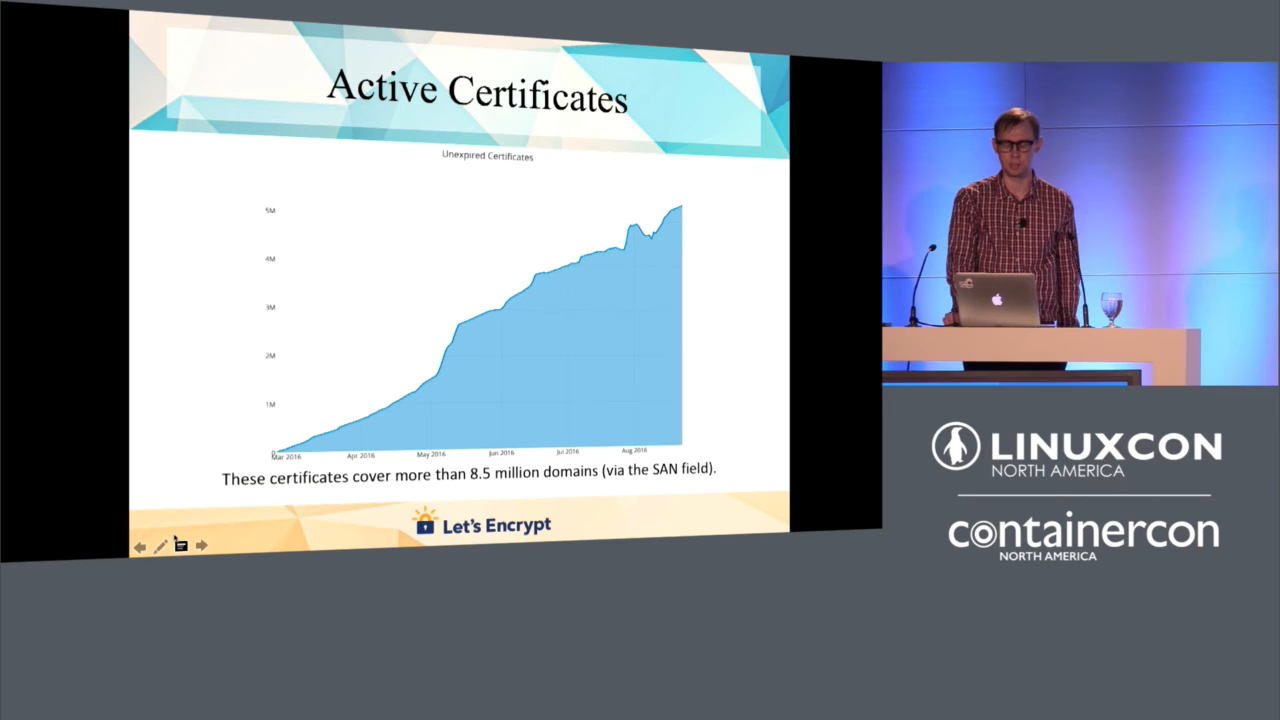 Active Certificates
Unexpired Certificates
5M
4M
3M
2M
1M
0
Mar 2016
Apr 2016
May 2016
Jun 2016
Jul 2016
Aug 2016
These certificates cover more than 8.5 million domains (via the SAN field).
Let's Encrypt
LINUXCON
NORTH AMERICA
containercon
NORTH AMERICA